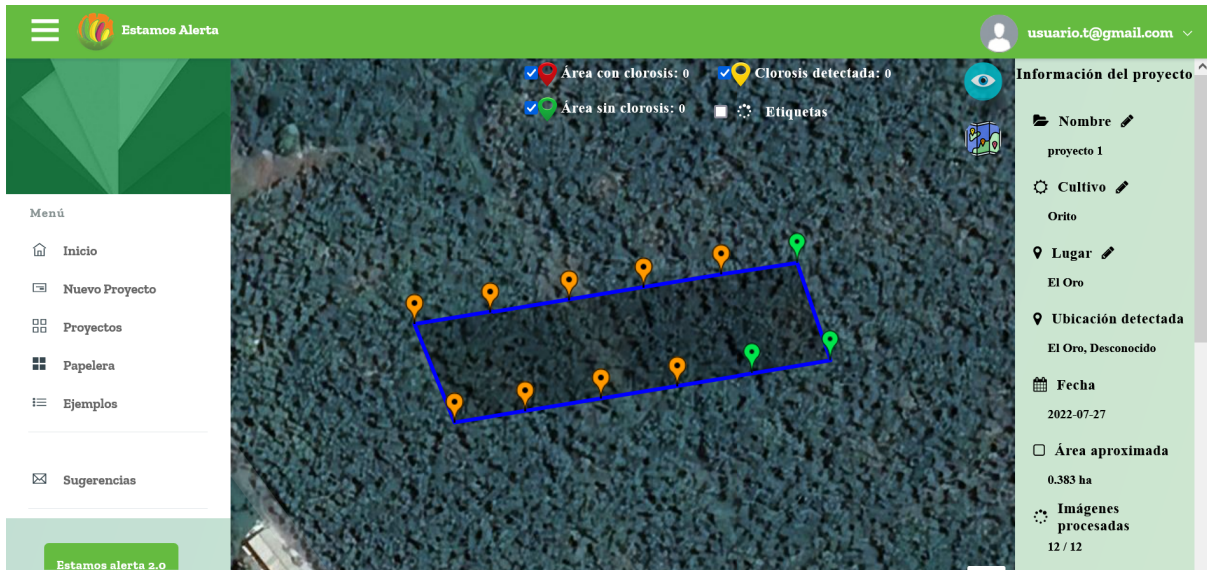 Estamos Alerta
usuario.t@gmail.com
Menú
Inicio
Nuevo Proyecto
Proyectos
Papelera
Ejemplos
Sugerencias
Estamos alerta 2.0
Área con clorosis: 0
Clorosis detectada: 0
Área sin clorosis: 0
Etiquetas
Información del proyecto
Nombre
proyecto 1
Cultivo
Orito
Lugar
El Oro
Ubicación detectada
El Oro, Desconocido
Fecha
2022-07-27
Área aproximada
0.383 ha
Imágenes
procesadas
12 / 12